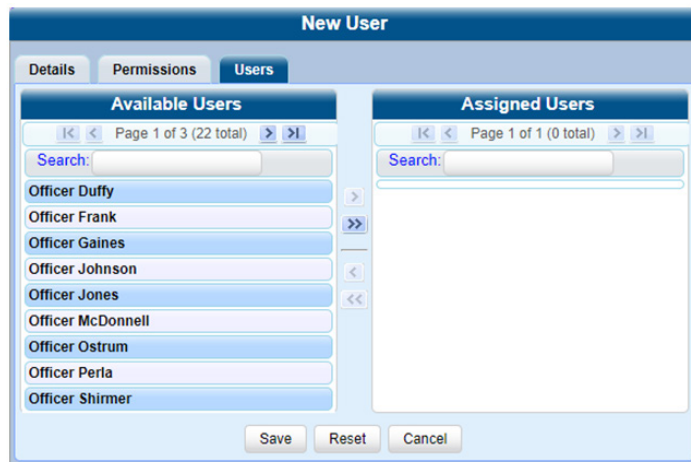 New User
Details Permissions Users
Available Users
|< < Page 1 of 3 (22 total) > >|
Search:
Officer Duffy
Officer Frank
Officer Gaines
Officer Johnson
Officer Jones
Officer McDonnell
Officer Ostrum
Officer Perla
Officer Shirmer
>
>>
<
<<
Assigned Users
|< < Page 1 of 1 (0 total) > >|
Search:
Save Reset Cancel